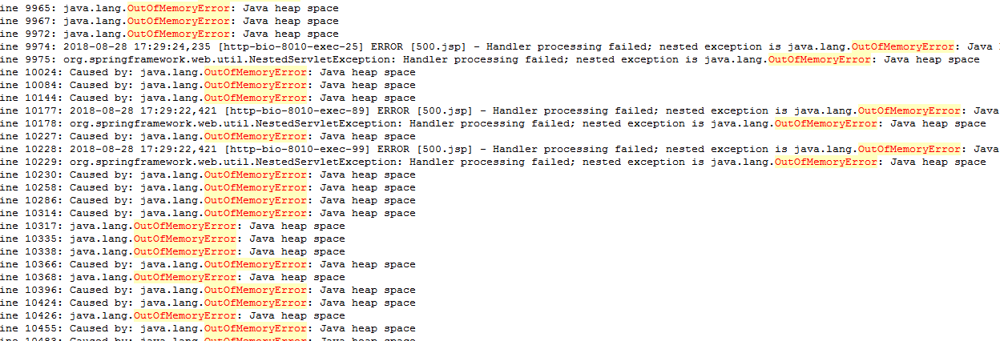 ine 9965: java.lang.OutOfMemoryError: Java heap space
ine 9967: java.lang.OutOfMemoryError: Java heap space
ine 9972: java.lang.OutOfMemoryError: Java heap space
ine 9974: 2018-08-28 17:29:24,235 [http-bio-8010-exec-25] ERROR [500.jsp] - Handler processing failed; nested exception is java.lang.OutOfMemoryError: Java
ine 9975: org.springframework.web.util.NestedServletException: Handler processing failed; nested exception is java.lang.OutOfMemoryError: Java heap space
ine 10024: Caused by: java.lang.OutOfMemoryError: Java heap space
ine 10084: Caused by: java.lang.OutOfMemoryError: Java heap space
ine 10144: Caused by: java.lang.OutOfMemoryError: Java heap space
ine 10177: 2018-08-28 17:29:22,421 [http-bio-8010-exec-89] ERROR [500.jsp] - Handler processing failed; nested exception is java.lang.OutOfMemoryError: Java
ine 10178: org.springframework.web.util.NestedServletException: Handler processing failed; nested exception is java.lang.OutOfMemoryError: Java heap space
ine 10227: Caused by: java.lang.OutOfMemoryError: Java heap space
ine 10228: 2018-08-28 17:29:22,421 [http-bio-8010-exec-99] ERROR [500.jsp] - Handler processing failed; nested exception is java.lang.OutOfMemoryError: Java
ine 10229: org.springframework.web.util.NestedServletException: Handler processing failed; nested exception is java.lang.OutOfMemoryError: Java heap space
ine 10230: Caused by: java.lang.OutOfMemoryError: Java heap space
ine 10258: Caused by: java.lang.OutOfMemoryError: Java heap space
ine 10286: Caused by: java.lang.OutOfMemoryError: Java heap space
ine 10314: Caused by: java.lang.OutOfMemoryError: Java heap space
ine 10317: java.lang.OutOfMemoryError: Java heap space
ine 10335: java.lang.OutOfMemoryError: Java heap space
ine 10338: java.lang.OutOfMemoryError: Java heap space
ine 10366: Caused by: java.lang.OutOfMemoryError: Java heap space
ine 10368: java.lang.OutOfMemoryError: Java heap space
ine 10396: Caused by: java.lang.OutOfMemoryError: Java heap space
ine 10424: Caused by: java.lang.OutOfMemoryError: Java heap space
ine 10426: java.lang.OutOfMemoryError: Java heap space
ine 10455: Caused by: java.lang.OutOfMemoryError: Java heap space
ine 10483: Caused by: java.lang.OutOfMemoryError: Java heap space